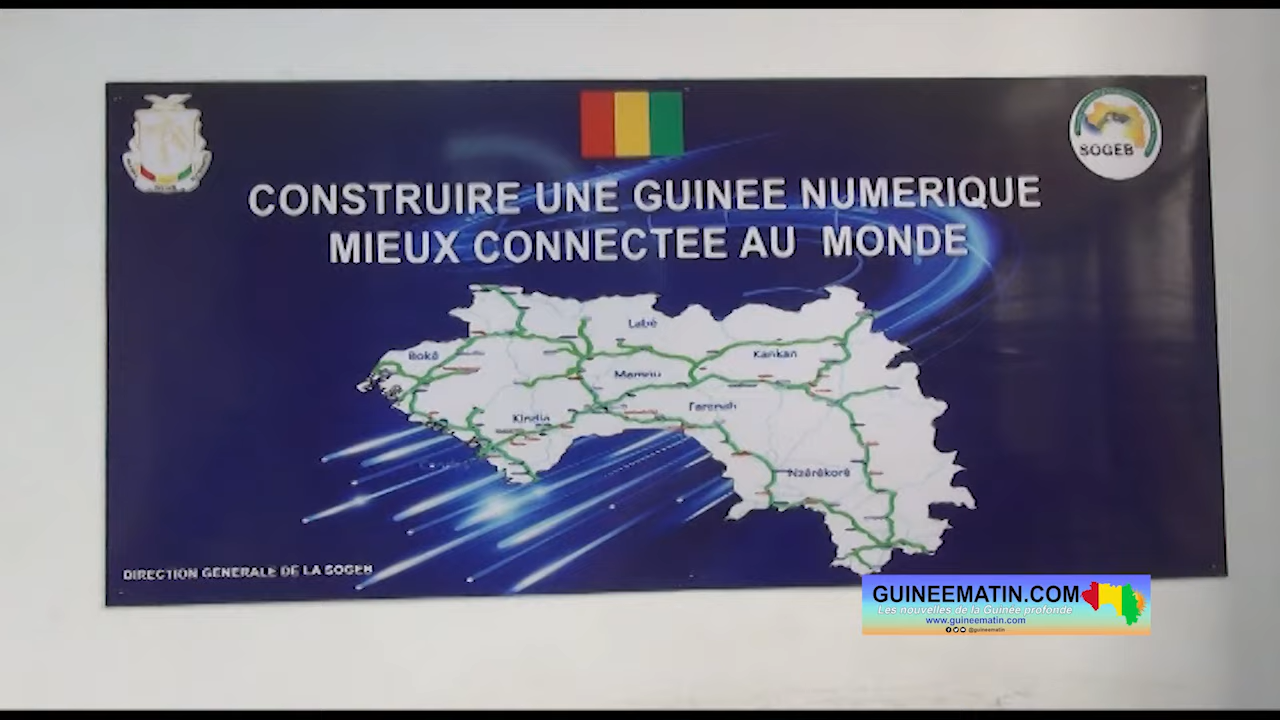 SOGEB
CONSTRUIRE UNE GUINEE NUMERIQUE
MIEUX CONNECTEE AU MONDE
Labé
Boké
Kankan
Mamou
Faranah
Kindia
Nzérékoré
DIRECTION GENERALE DE LA SOGEB
GUINEEMATIN.COM
Les nouvelles de la Guinée profonde
www.guineematin.com
@guineematin